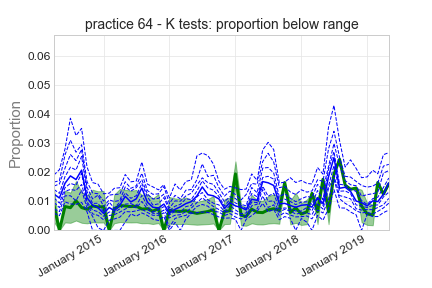 practice 64 - K tests: proportion below range
Proportion
0.06
0.05
0.04
0.03
0.02
0.01
0.00
January 2015
January 2016
January 2017
January 2018
January 2019